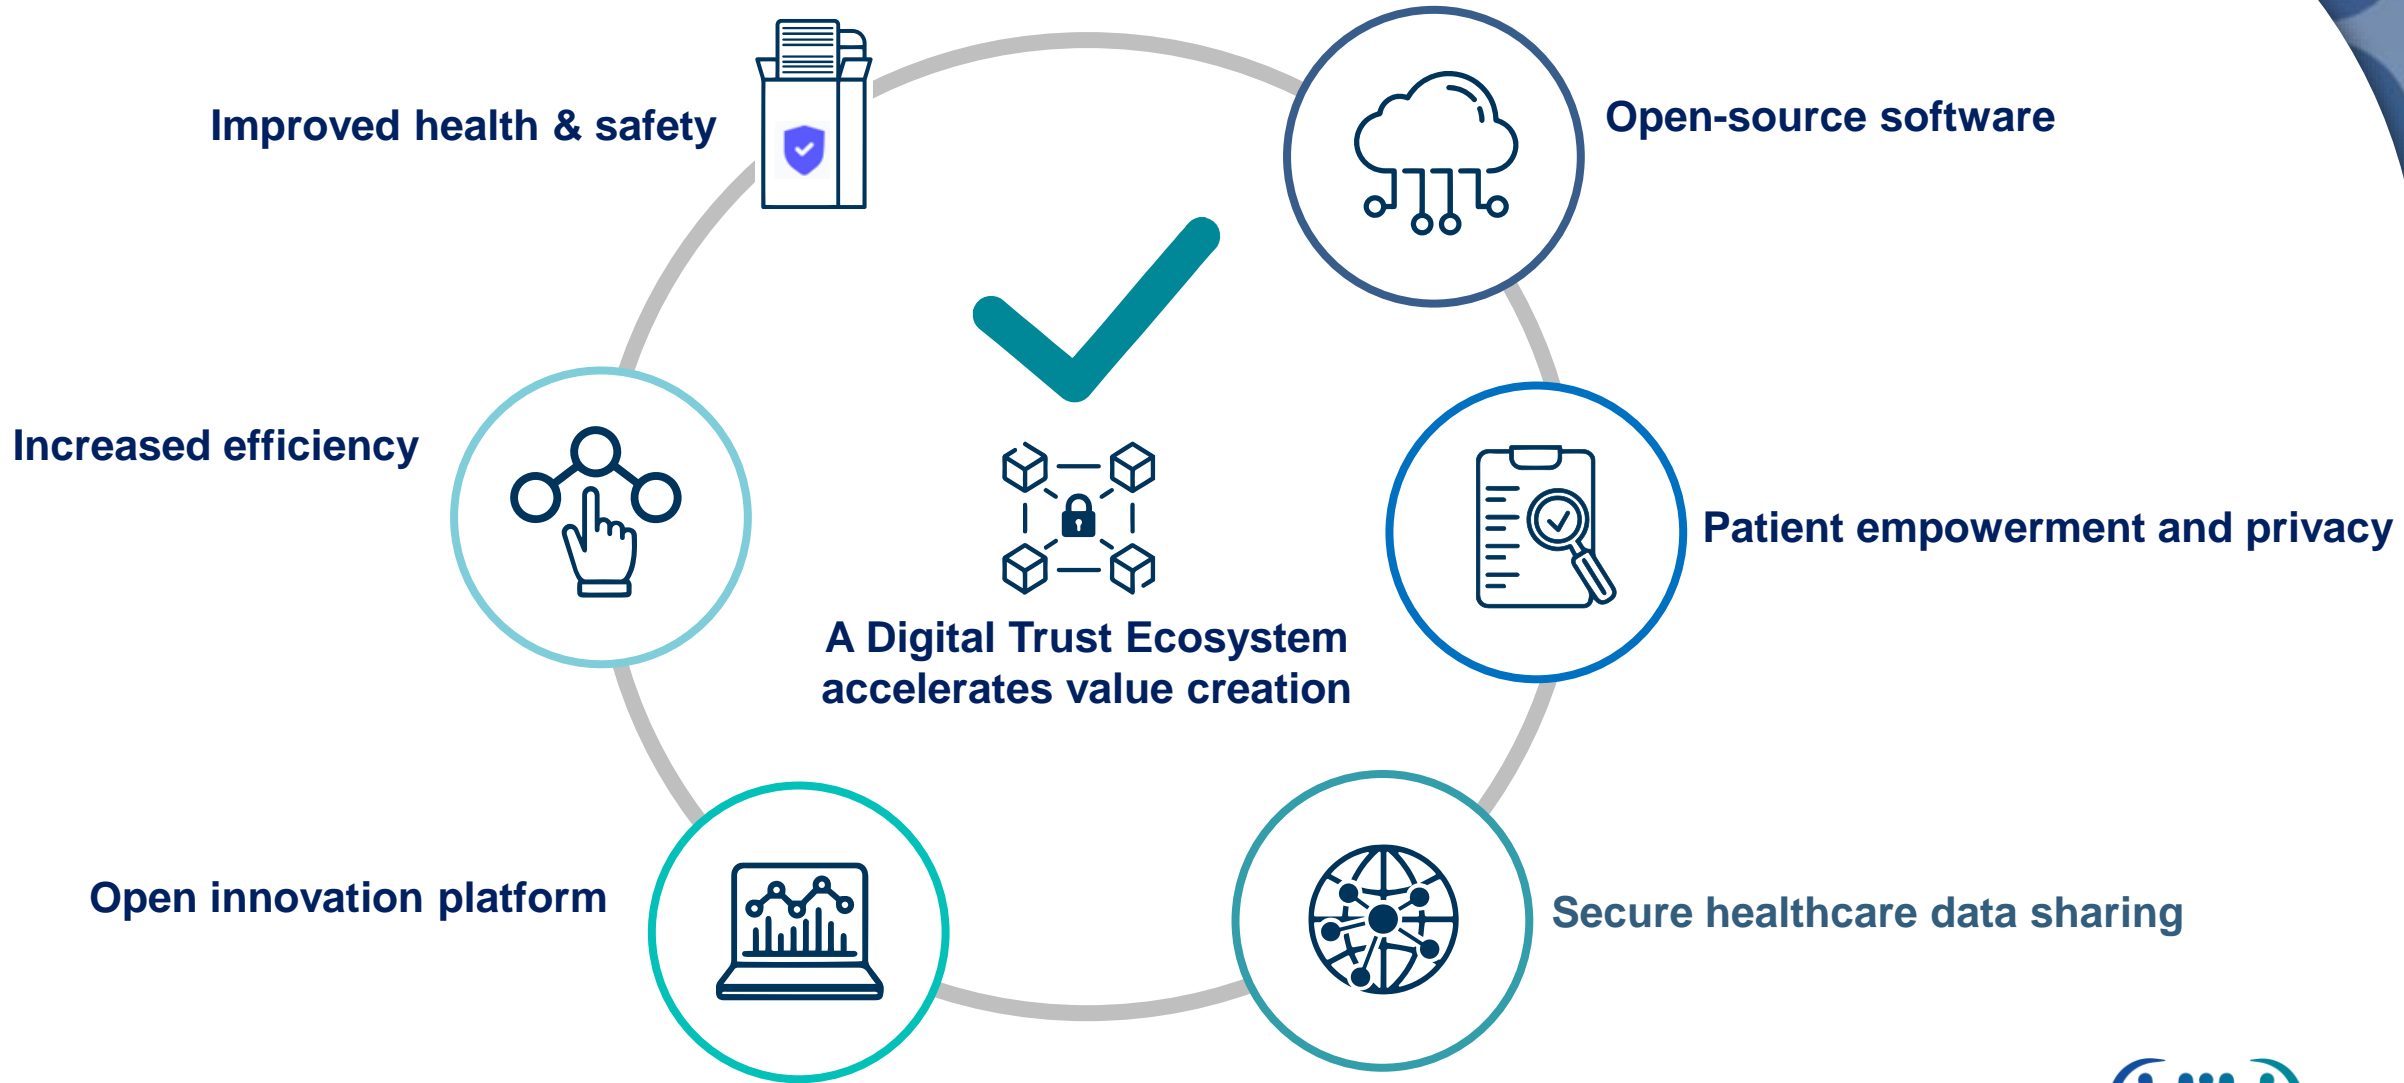 Improved health & safety
Open-source software
Increased efficiency
Patient empowerment and privacy
A Digital Trust Ecosystem
accelerates value creation
Open innovation platform
Secure healthcare data sharing